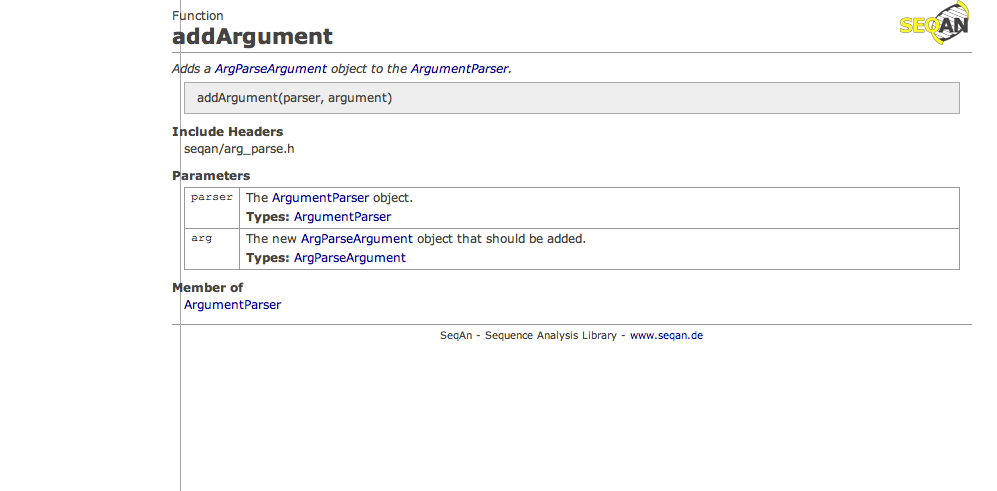 Function
SEQAN
addArgument
Adds a ArgParseArgument object to the ArgumentParser.
addArgument(parser, argument)
Include Headers
seqan/arg_parse.h
Parameters
parser The ArgumentParser object.
Types: ArgumentParser
arg The new ArgParseArgument object that should be added.
Types: ArgParseArgument
Member of
ArgumentParser
SeqAn - Sequence Analysis Library - www.seqan.de